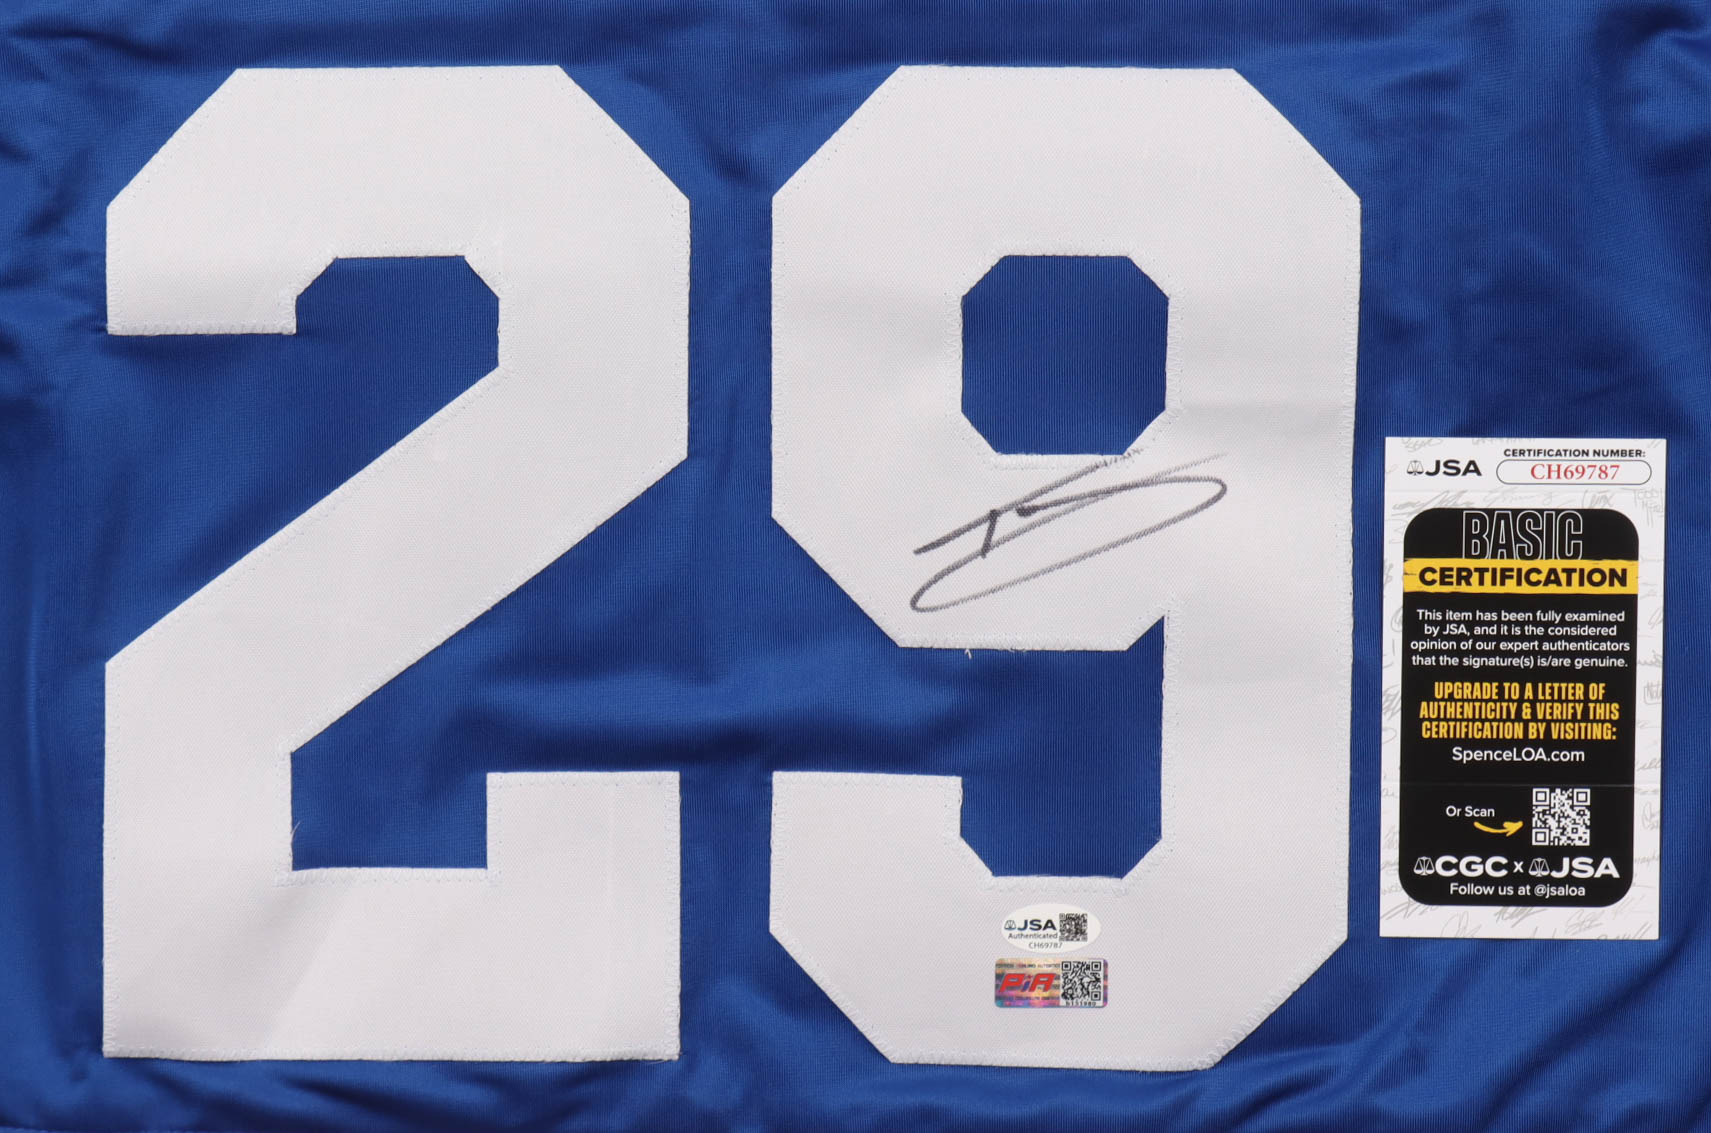 29
JSA
CERTIFICATION NUMBER:
CH69787
BASIC
CERTIFICATION
This item has been fully examined
by JSA, and it is the considered
opinion of our expert authenticators
that the signature(s) is/are genuine.
UPGRADE TO A LETTER OF
AUTHENTICITY & VERIFY THIS
CERTIFICATION BY VISITING:
SpenceLOA.com
Or Scan
CGC x JSA
Follow us at @jsaloa
JSA
Authenticated
CH69787
PIA